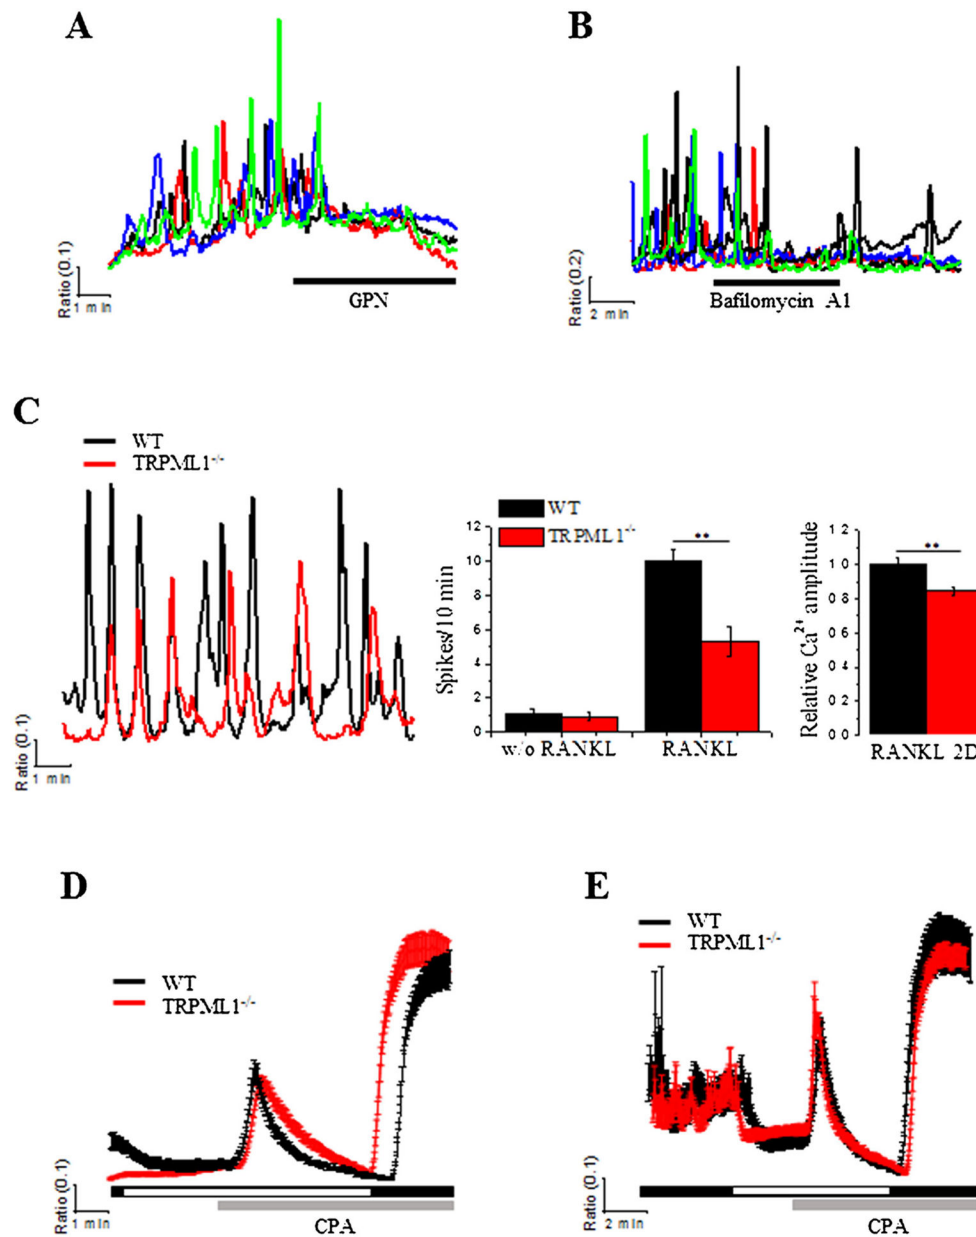 A
Ratio (0.1)
1 min
GPN
B
Ratio (0.2)
2 min
Bafilomycin A1
C
WT
TRPML1-/-
Ratio (0.1)
1 min
WT
TRPML1-/-
Spikes/10 min
12
10
8
6
4
2
0
**
w/o RANKL
RANKL
Relative Ca2+ amplitude
1.2
1.0
0.8
0.6
0.4
0.2
0.0
**
RANKL 2D
D
WT
TRPML1-/-
Ratio (0.1)
1 min
CPA
E
WT
TRPML1-/-
Ratio (0.1)
2 min
CPA